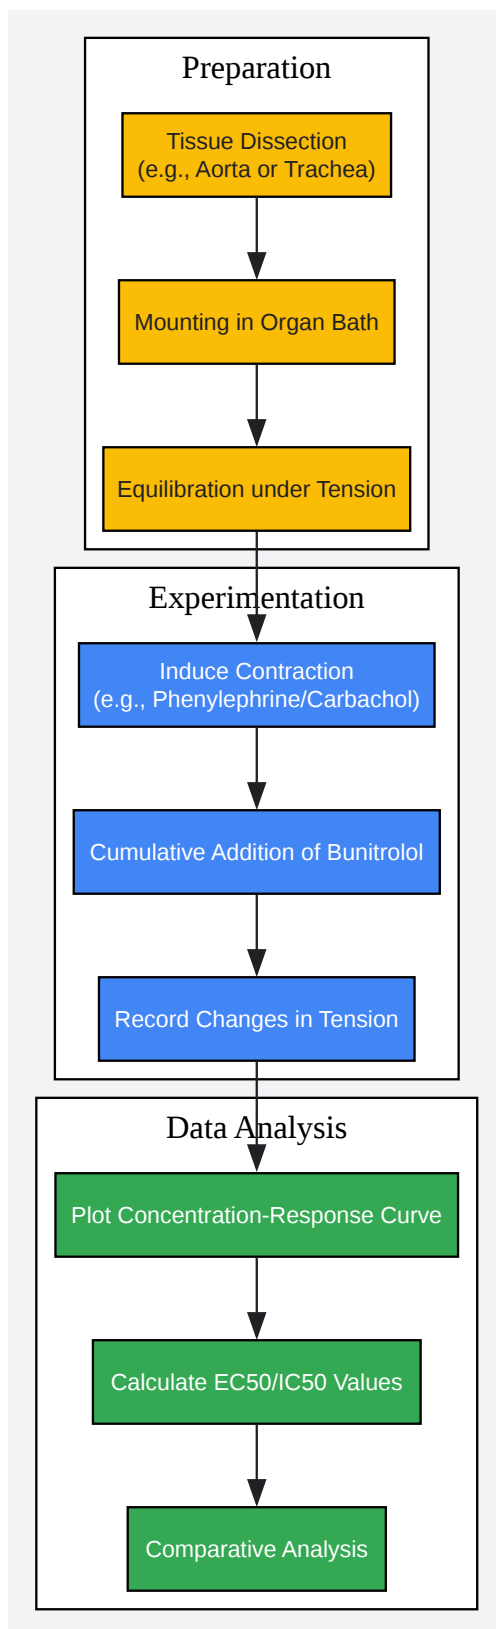 Preparation
Tissue Dissection
(e.g., Aorta or Trachea)
Mounting in Organ Bath
Equilibration under Tension
Experimentation
Induce Contraction
(e.g., Phenylephrine/Carbachol)
Cumulative Addition of Bunitrolol
Record Changes in Tension
Data Analysis
Plot Concentration-Response Curve
Calculate EC50/IC50 Values
Comparative Analysis